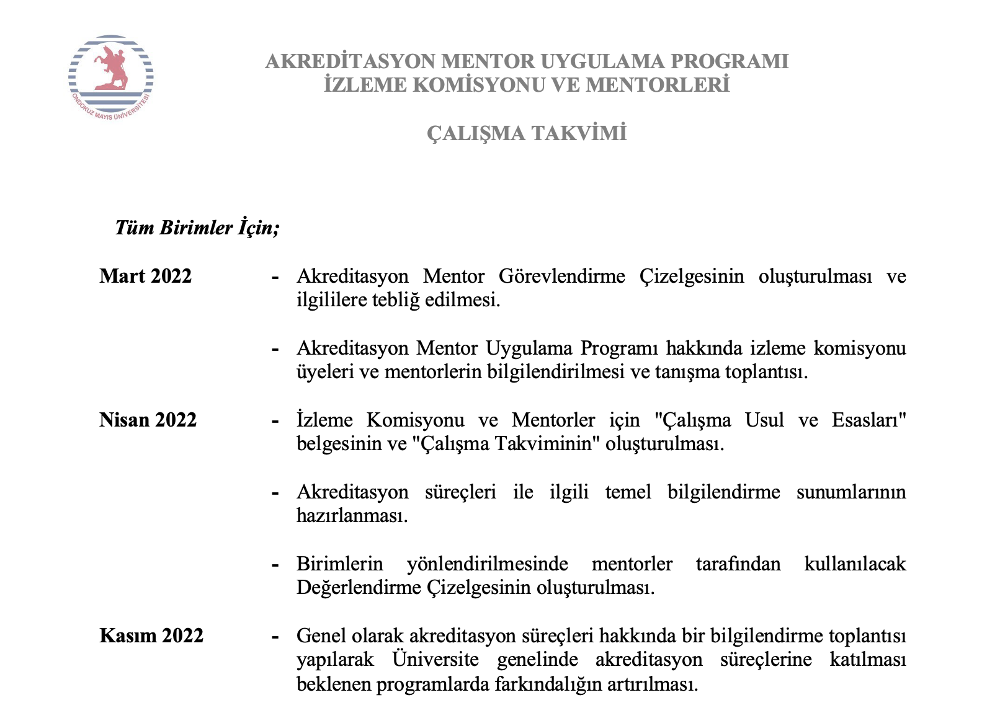 ONDOKUZ MAYIS ÜNİVERSİTESİ
AKREDİTASYON MENTOR UYGULAMA PROGRAMI
İZLEME KOMİSYONU VE MENTORLERİ
ÇALIŞMA TAKVİMİ
Tüm Birimler İçin;
Mart 2022 - Akreditasyon Mentor Görevlendirme Çizelgesinin oluşturulması ve
ilgililere tebliğ edilmesi.
- Akreditasyon Mentor Uygulama Programı hakkında izleme komisyonu
üyeleri ve mentorlerin bilgilendirilmesi ve tanışma toplantısı.
Nisan 2022 - İzleme Komisyonu ve Mentorler için "Çalışma Usul ve Esasları"
belgesinin ve "Çalışma Takviminin" oluşturulması.
- Akreditasyon süreçleri ile ilgili temel bilgilendirme sunumlarının
hazırlanması.
- Birimlerin yönlendirilmesinde mentorler tarafından kullanılacak
Değerlendirme Çizelgesinin oluşturulması.
Kasım 2022 - Genel olarak akreditasyon süreçleri hakkında bir bilgilendirme toplantısı
yapılarak Üniversite genelinde akreditasyon süreçlerine katılması
beklenen programlarda farkındalığın artırılması.